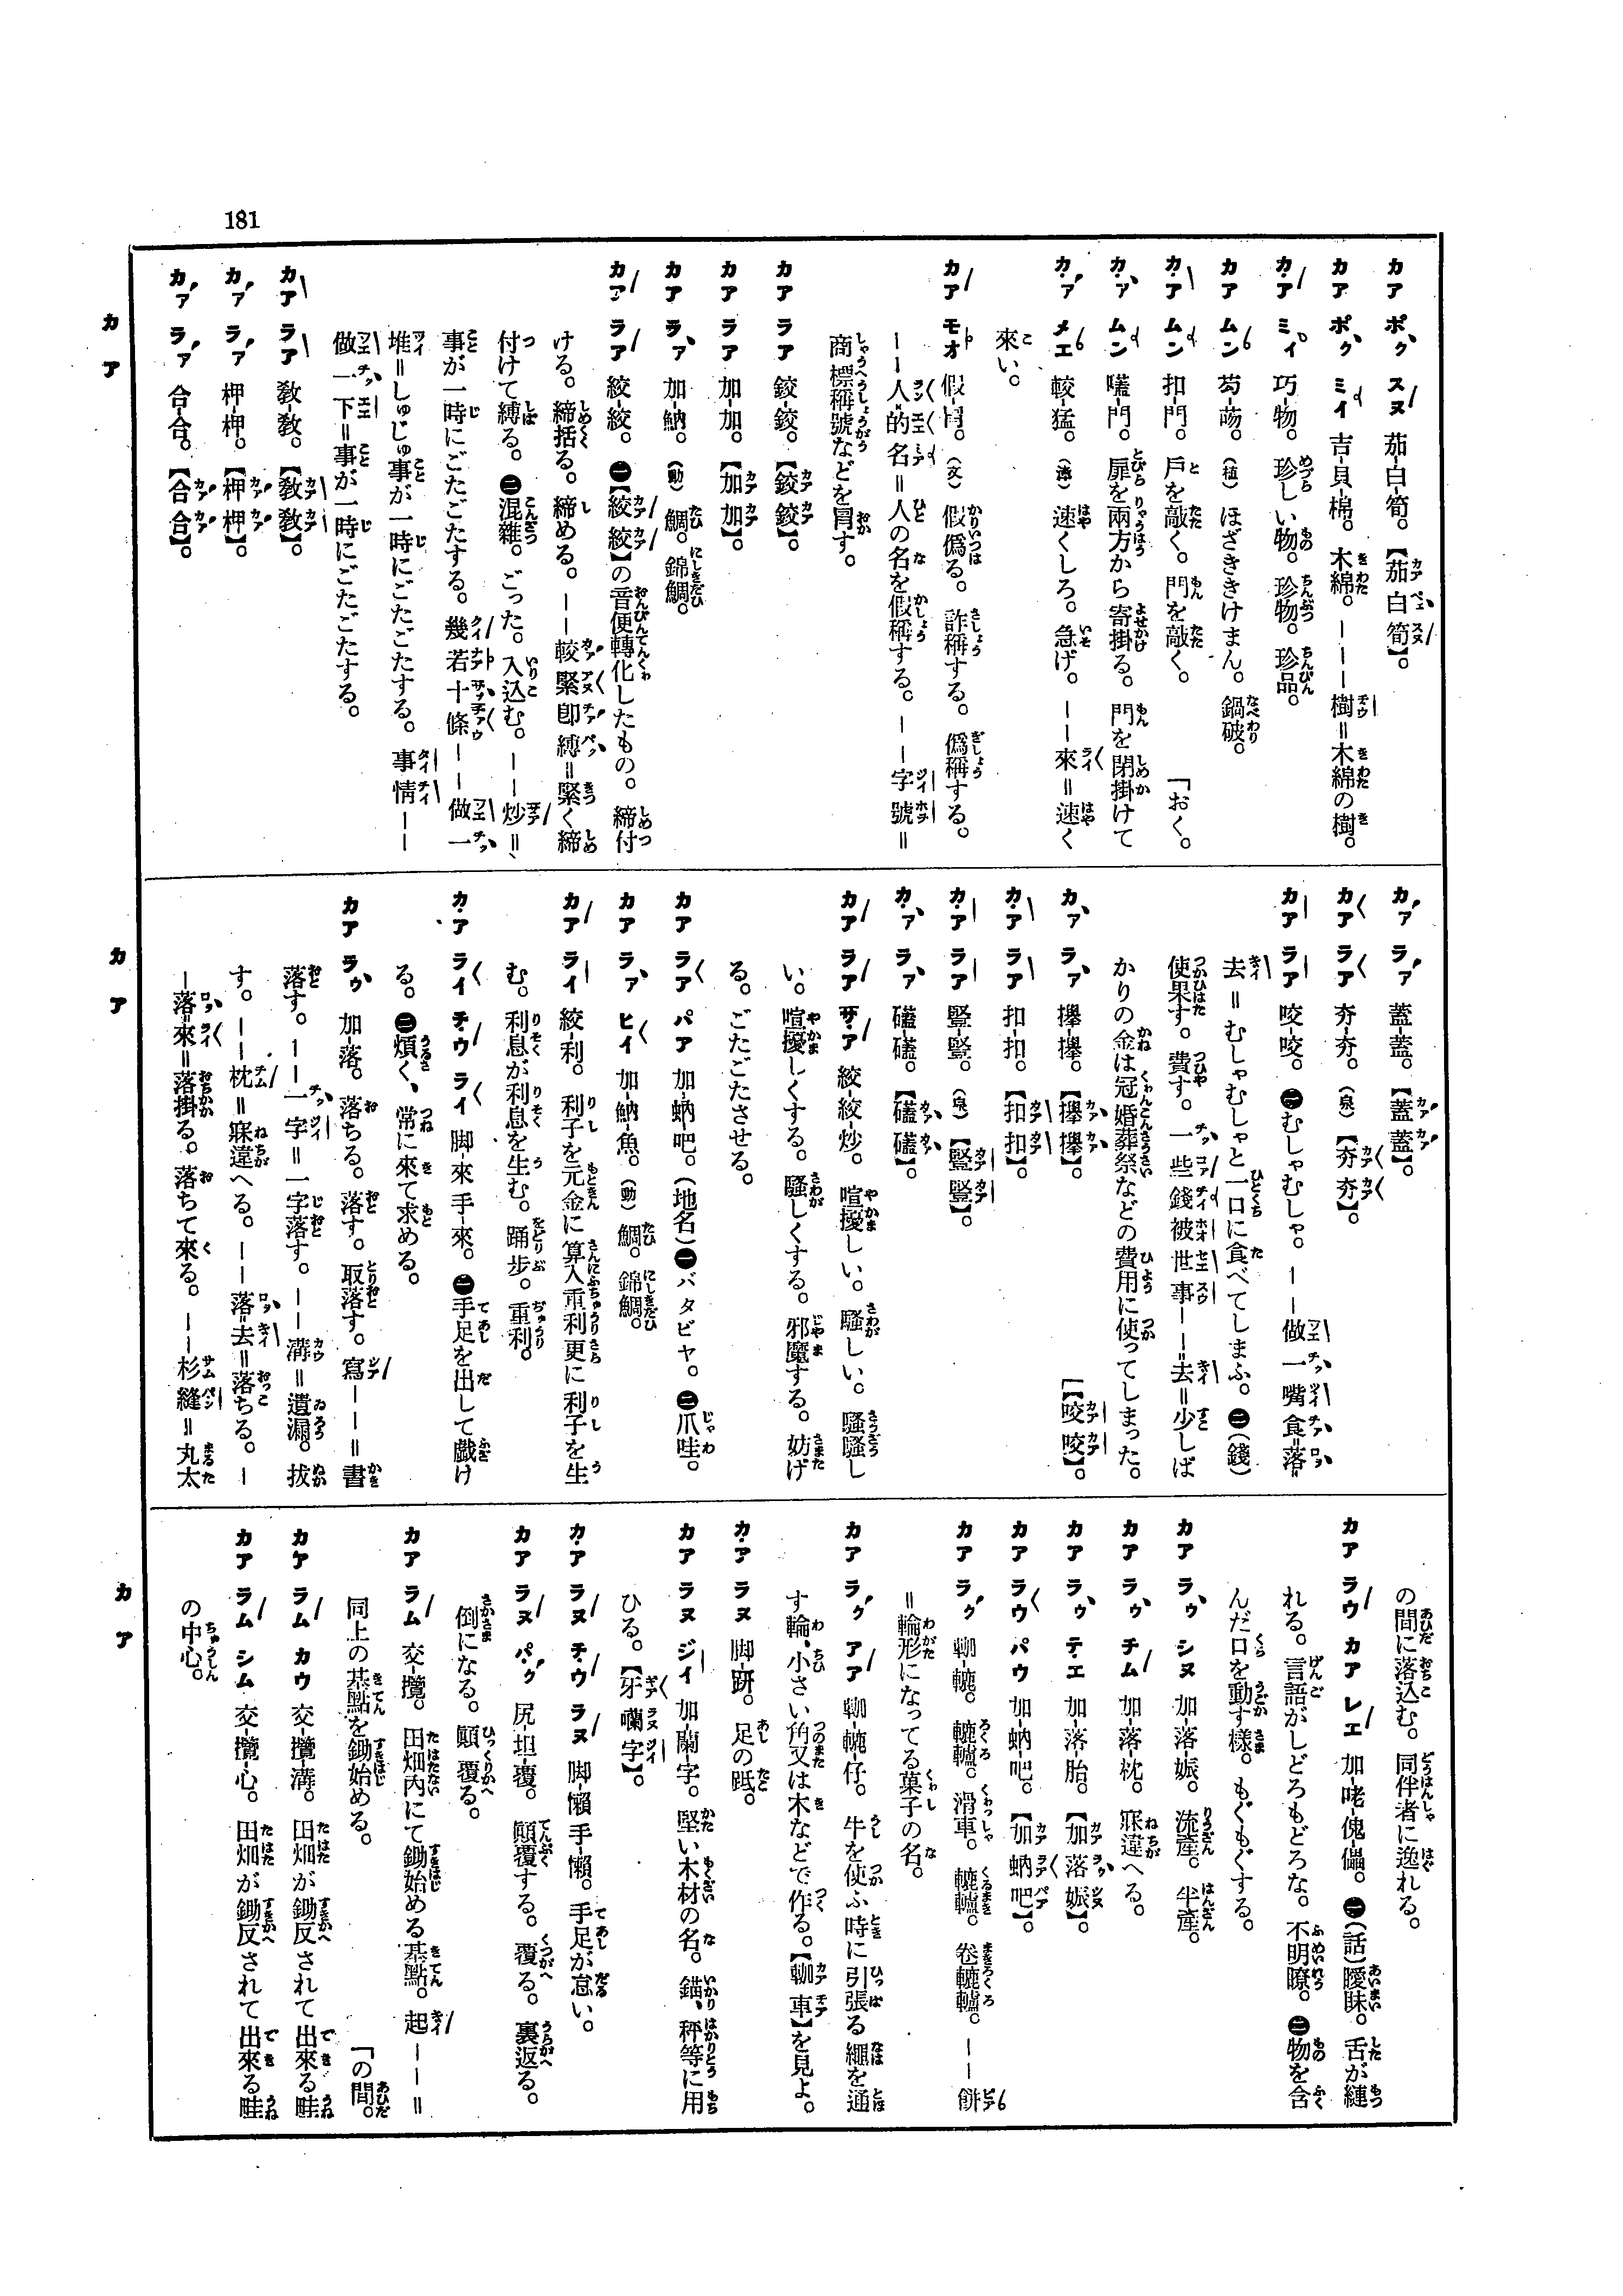 181
カア ポク スヌ 茄-白-筍。【茄白筍】。
カア ポク ミイ 吉-貝-棉。木綿。———樹=木綿の樹。
カア ミイ 巧-物。珍しい物。珍物。珍品。
カア ムン 茐-茐。(植)ほざききけまん。鍋破。
カア ムン 扣-門。戶を敲く。門を敲く。 「おく。
カア ムン 㩉-門。扉を兩方から寄掛る。門を閉掛けて
カア メエ 較-猛。速くしろ。急げ。——來=速く
來い。
カア モオ 假-冐。(文)假僞る。詐稱する。僞稱する。
——人的名=人の名を假稱する。——字號=
商標稱號などを冐す。
カア ラア 鉸-鉸。【鉸鉸】。
カア ラア 加-加。【加加】。
カア ラア 加-魶。(動)鯛。錦鯛。
カア ラア 絞-絞。㊀【絞絞】の音便轉化したもの。締付
ける。締括る。締める。——較緊卽縛=緊く締
付けて縛る。㊁混雜。ごった。入込む。——炒=、
事が一時にごたごたする。幾若十條——做一
堆=しゅじゅ事が一時にごたごたする。事情——
做一下=事が一時にごたごたする。
カア ラア 敎-敎。【敎敎】。
カア ラア 柙-柙。【柙柙】。
カア ラア 合-合。【合合】。
カア
カア ラア 蓋-蓋。【蓋蓋】。
カア ラア 夯-夯。(泉)【夯夯】。
カア ラア 咬-咬。㊀むしゃむしゃ。——做一嘴食=落=
去=むしゃむしゃと一口に食べてしまふ。㊁(錢)
使果す。費す。一些錢被世事——=去=少しば
かりの金は冠婚葬祭などの費用に使ってしまった。
カア ラア 擧-擧。【擧擧】。 「【咬咬】。
カア ラア 扣-扣。【扣扣】。
カア ラア 豎-豎。(泉)【豎豎】。
カア ラア 礚-礚。【礚礚】。
カア ラア サア 絞-絞-炒。喧擾しい。騷しい。騷騷し
い。喧擾しくする。騷しくする。邪魔する。妨げ
る。ごたごたさせる。
カア ラア パア 加-蚋-吧。(地名)㊀バタビヤ。㊁爪哇。
カア ラア ヒイ 加-魶-魚。(動)鯛。錦鯛。
カア ライ 絞-利。利子を元金に算入重利更に利子を生
む。利息が利息を生む。踊步。重利。
カア ライ チウ ライ 脚-來 手-來。㊀手足を出して戲け
る。㊁煩く、常に來て求める。
カア ラウ 加-落。落ちる。落す。取落す。寫——=書
落す。——一字=一字落す。——溝=遺漏。拔
す。——枕=寐違へる。——落=去=落ちる。—
—落=來=落掛る。落ちて來る。——杉縫=丸太
カア
の間に落込む。同伴者に逸れる。
カア ラウ カア レエ 加-咾-傀-儡。㊀(話)曖昧。舌が縺
れる。言語がしどろもどろな。不明瞭。㊁物を含
んだ口を動す樣。もぐもぐする。
カア ラウ シヌ 加-落-娠。流產。半產。
カア ラウ チム 加-落-枕。寐違へる。
カア ラウ テエ 加-落-胎。【加落娠】。
カア ラウ パウ 加-蚋-吧。【加蚋吧】。
カア ラク 䡊-轆。轆轤。滑車。轆轤。卷轆轤。——餅
=輪形になってる菓子の名。
カア ラク アア 䡊-轆-仔。牛を使ふ時に引張る繩を通
す輪、小さい角又は木などで作る。【䡊車】を見よ。
カア ラヌ 脚-跰。足の趾。
カア ラヌ ジイ 加-蘭-字。堅い木材の名。錨、秤等に用
ひる。【牙囒字】。
カア ラヌ チウ ラヌ 脚-懶 手-懶。手足が怠い。
カア ラヌ パク 尻-坦-覆。顚覆する。覆る。裏返る。
倒になる。顚覆る。
カア ラム 交-攬。田畑內にて鋤始める基點。起——=
同上の基點を鋤始める。 「の間。
カア ラム カウ 交-攬-溝。田畑が鋤反されて出來る畦
カア ラム シム 交-攬-心。田畑が鋤反されて出來る畦
の中心。
カア